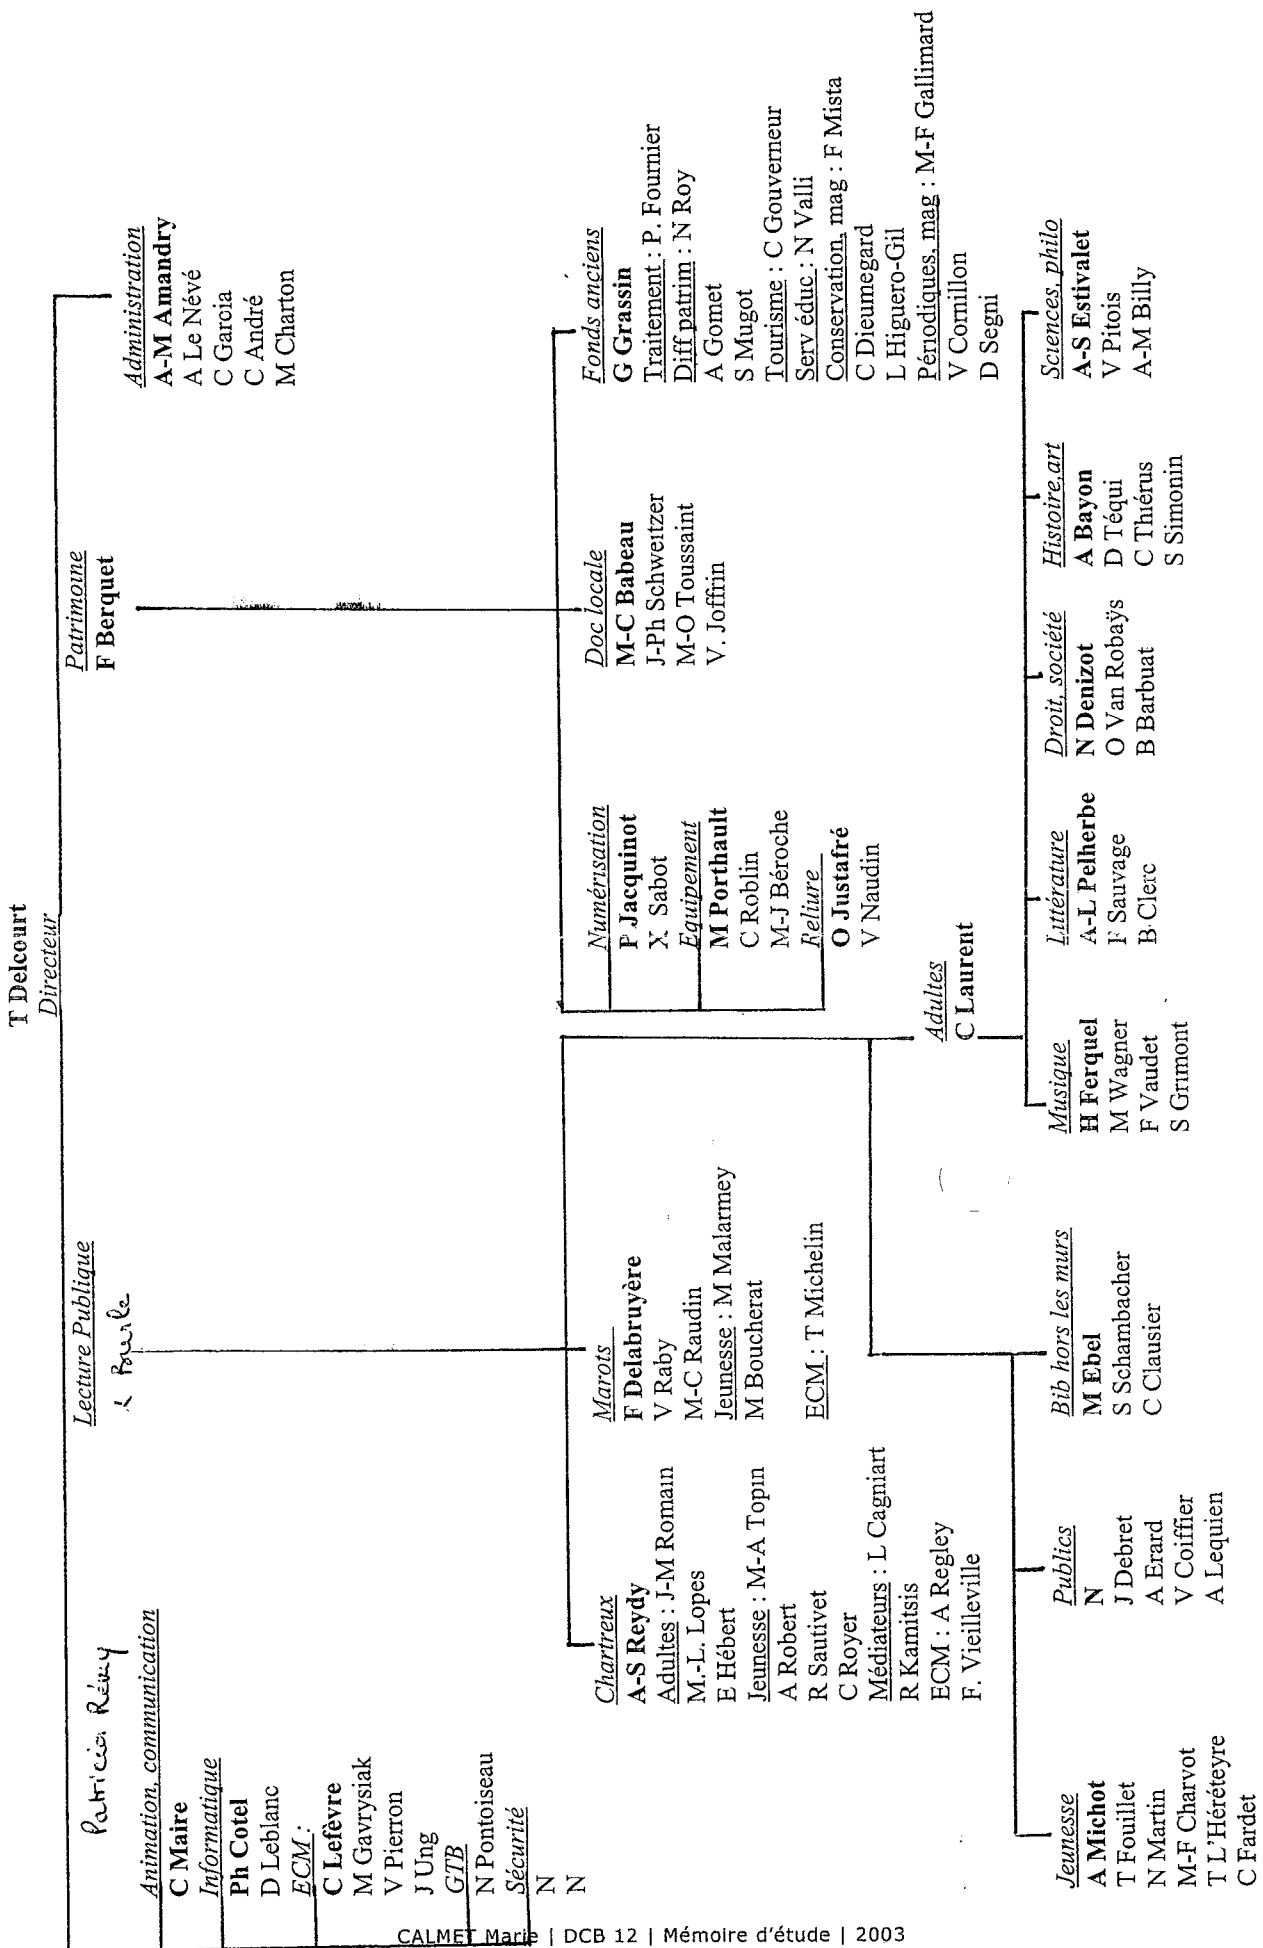 T Delcourt
Directeur
Patricia Rémy
Animation, communication
C Maire
Informatique
Ph Cotel
D Leblanc
ECM :
C Lefèvre
M Gavrysiak
V Pierron
J Ung
GTB
N Pontoiseau
Sécurité
N
N
Lecture Publique
Patrimoine
F Berquet
Administration
A-M Amandry
A Le Névé
C Garoia
C André
M Charton
Chartreux
A-S Reydy
Adultes : J-M Romain
M.-L. Lopes
E Hébert
Jeunesse : M-A Topin
A Robert
R Sautivet
C Royer
Médiateurs : L Cagniart
R Kamitsis
ECM : A Regley
F. Vieilleville
Marots
F Delabruyère
V Raby
M-C Raudin
Jeunesse : M Malarmey
M Boucherat
ECM : T Michelin
Numérisation
P Jacquinot
X Sabot
Equipement
M Porthault
C Roblin
M-J Béroche
Reliure
O Justafré
V Naudin
Doc locale
M-C Babeau
J-Ph Schweitzer
M-O Toussaint
V. Joffrin
Fonds anciens
G Grassin
Traitement : P. Fournier
Diff patrim : N Roy
A Gomet
S Mugot
Tourisme : C Gouverneur
Serv éduc : N Valli
Conservation, mag : F Mista
C Dieumegard
L Higuero-Gil
Périodiques, mag : M-F Gallimard
V Cornillon
D Segni
Adultes
C Laurent
Jeunesse
A Michot
T Fouillet
N Martin
M-F Charvot
T L'Héréteyre
C Fardet
Publics
N
J Debret
A Erard
V Coiffier
A Lequien
Bib hors les murs
M Ebel
S Schambacher
C Clausier
Musique
H Ferquel
M Wagner
F Vaudet
S Grimont
Littérature
A-L Pelherbe
F Sauvage
B Clerc
Droit, société
N Denizot
O Van Robaÿs
B Barbuat
Histoire,art
A Bayon
D Téqui
C Thiérus
S Simonin
Sciences, philo
A-S Estivalet
V Pitois
A-M Billy
CALMET Marie | DCB 12 | Mémoire d'étude | 2003